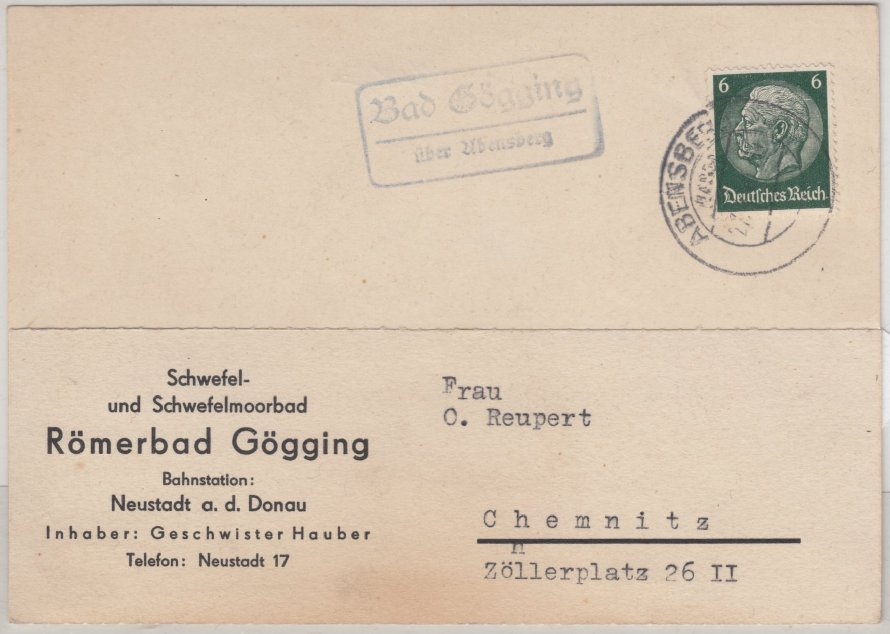 Bad Gögging
über Abensberg
6 6
Deutsches Reich
ABENSBE
Schwefel-
und Schwefelmoorbad
Römerbad Gögging
Bahnstation:
Neustadt a. d. Donau
Inhaber: Geschwister Hauber
Telefon: Neustadt 17
Frau
O. Reupert
Chemnitz
n
Zöllerplatz 26 II